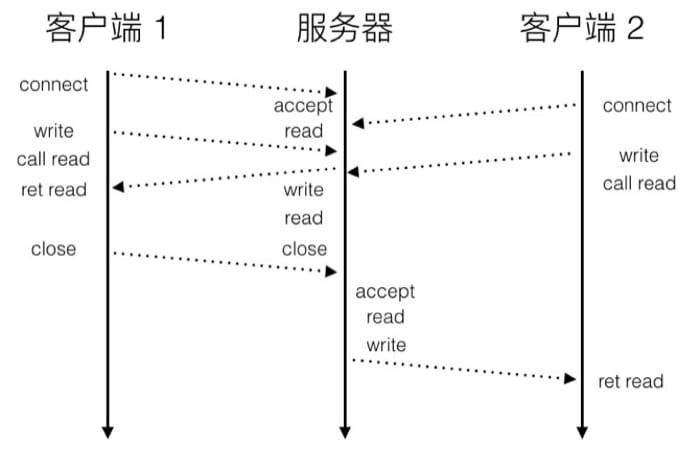 客户端 1
服务器
客户端 2
connect
accept
connect
write
read
write
call read
call read
ret read
write
read
close
close
accept
read
write
ret read